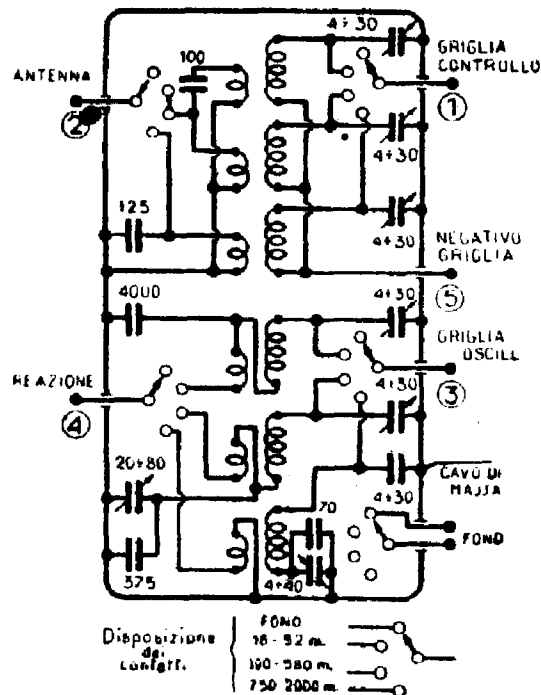 4÷30
100
GRIGLIA
CONTROLLO
ANTENNA
①
②
4÷30
125
4÷30
NEGATIVO
GRIGLIA
4000
4÷30
⑤
GRIGLIA
OSCILL
REAZIONE
③
④
4÷30
20÷80
CAVO DI
MASSA
4÷30
70
FONO
375
4÷40
Disposizione
dei
contatti
FONO
16-52 m.
190-580 m.
750-2000 m.